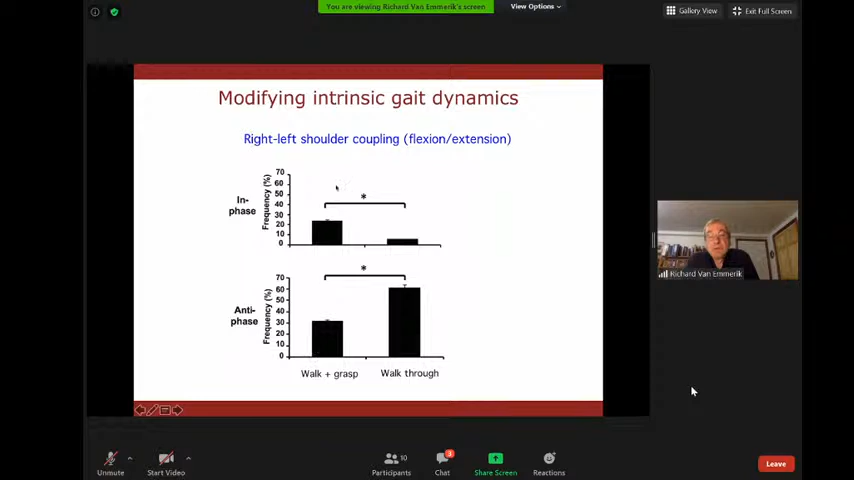 You are viewing Richard Van Emmerik's screen
View Options
Gallery View
Exit Full Screen
Modifying intrinsic gait dynamics
Right-left shoulder coupling (flexion/extension)
In-
phase
Frequency (%)
70
60
50
40
30
20
10
0
*
Anti-
phase
Frequency (%)
70
60
50
40
30
20
10
0
*
Walk + grasp
Walk through
Richard Van Emmerik
Unmute
Start Video
10
Participants
3
Chat
Share Screen
Reactions
Leave